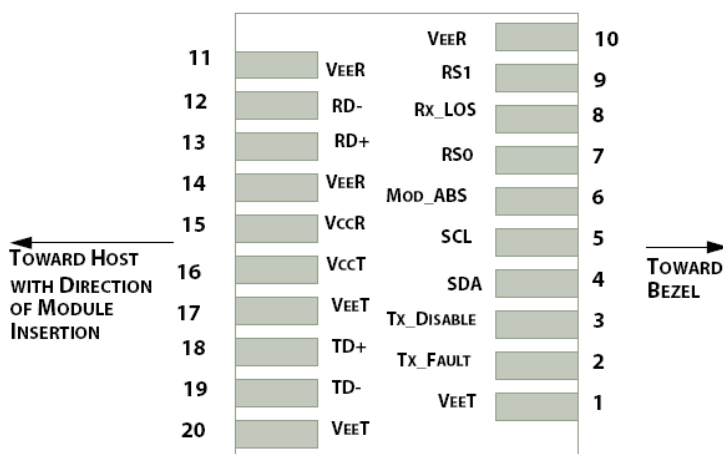 11
VEER
12
RD-
13
RD+
14
VEER
15
VCCR
16
VCCT
17
VEET
18
TD+
19
TD-
20
VEET
TOWARD HOST
WITH DIRECTION
OF MODULE
INSERTION
VEER
10
RS1
9
RX_LOS
8
RS0
7
MOD_ABS
6
SCL
5
SDA
4
TX_DISABLE
3
TX_FAULT
2
VEET
1
TOWARD
BEZEL